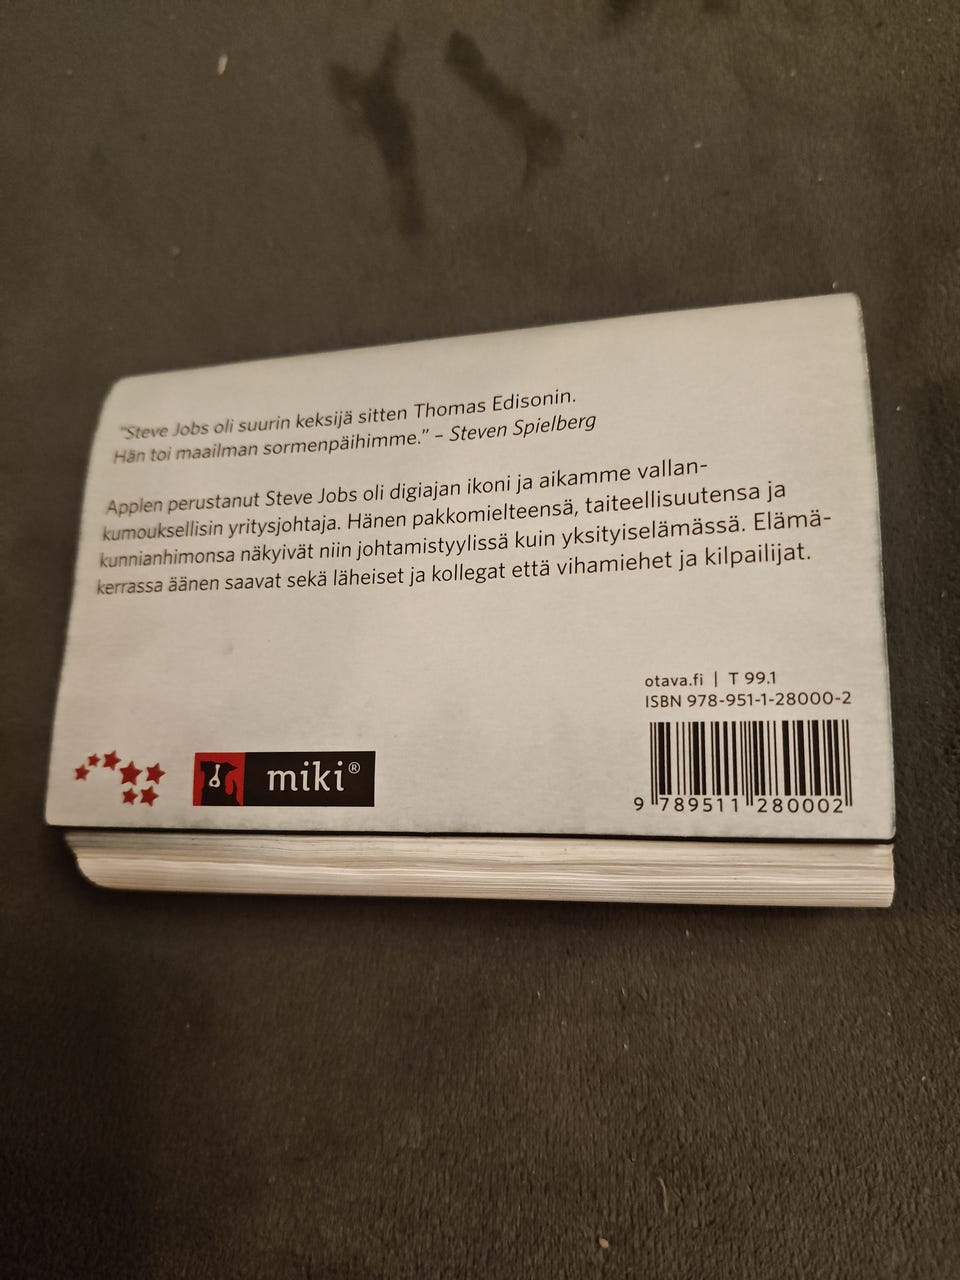 "Steve Jobs oli suurin keksijä sitten Thomas Edisonin.
Hän toi maailman sormenpäihimme." – Steven Spielberg
Applen perustanut Steve Jobs oli digiajan ikoni ja aikamme vallan-
kumouksellisin yritysjohtaja. Hänen pakkomielteensä, taiteellisuutensa ja
kunnianhimonsa näkyivät niin johtamistyylissä kuin yksityiselämässä. Elämä-
kerrassa äänen saavat sekä läheiset ja kollegat että vihamiehet ja kilpailijat.
otava.fi | T 99.1
ISBN 978-951-1-28000-2
miki®
9 789511 280002